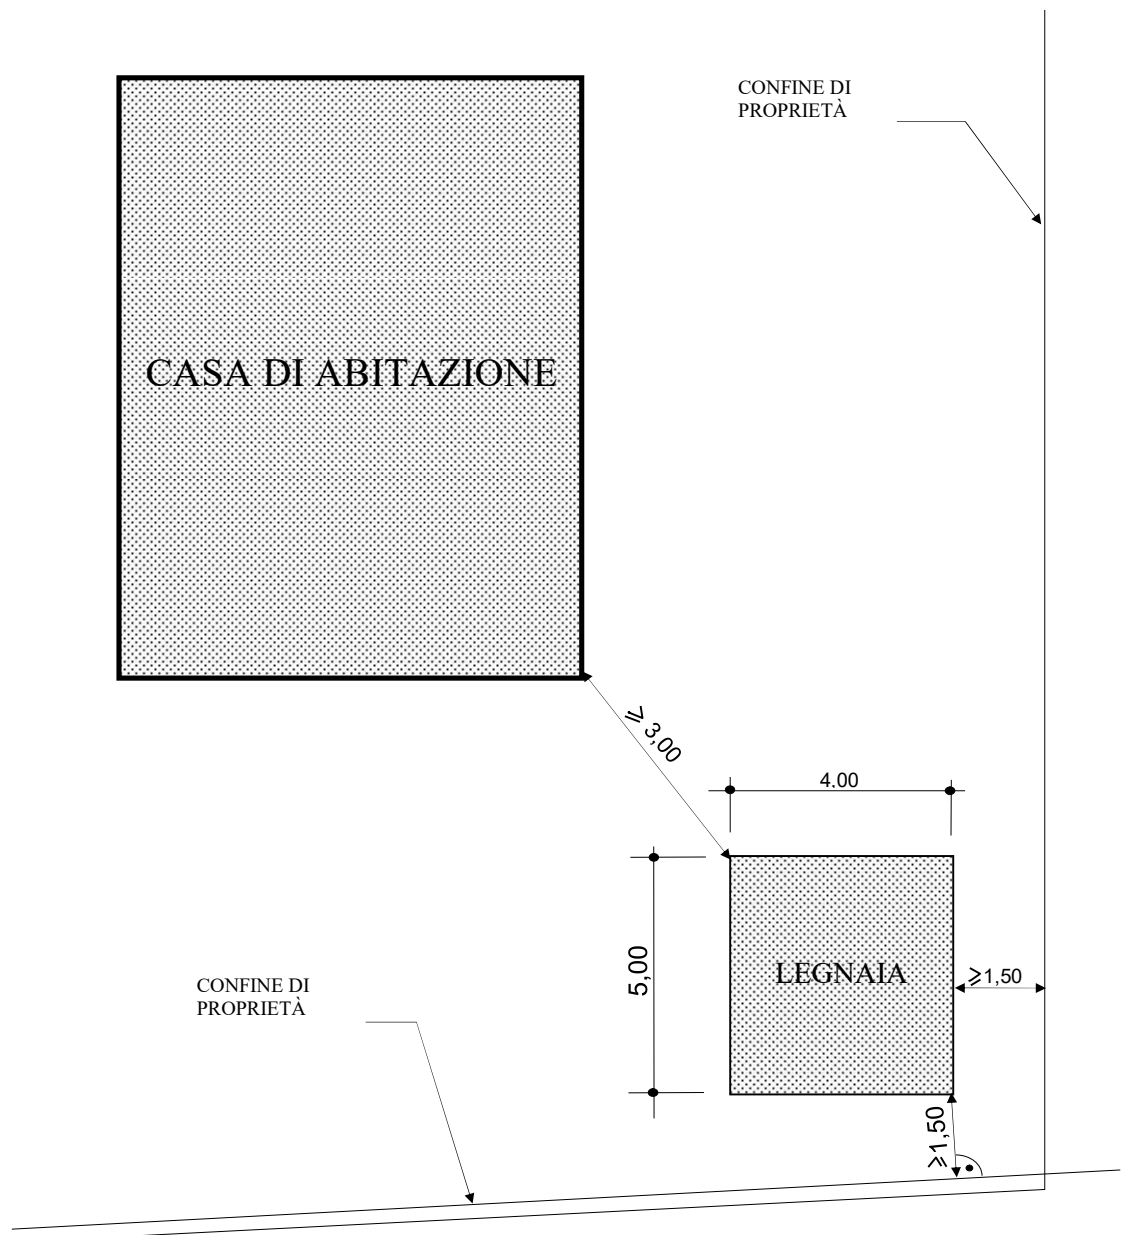 CONFINE DI
PROPRIETÀ
CASA DI ABITAZIONE
⩾ 3,00
4.00
5,00
LEGNAIA
⩾1,50
CONFINE DI
PROPRIETÀ
⩾1,50